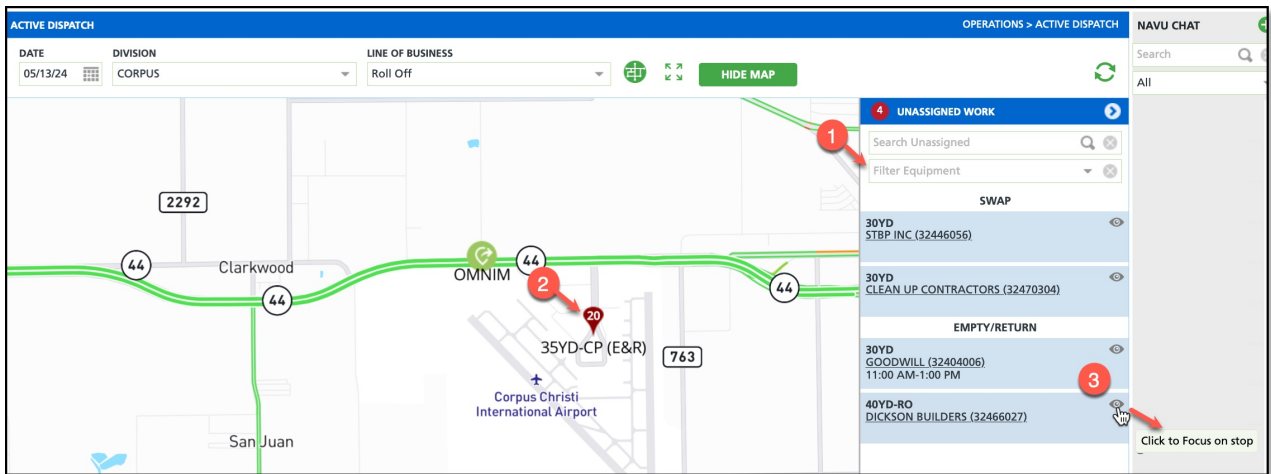 ACTIVE DISPATCH
OPERATIONS > ACTIVE DISPATCH
NAVU CHAT
DATE
DIVISION
LINE OF BUSINESS
05/13/24
CORPUS
Roll Off
HIDE MAP
Search
All
4 UNASSIGNED WORK
1
Search Unassigned
Filter Equipment
SWAP
30YD
STBP INC (32446056)
30YD
CLEAN UP CONTRACTORS (32470304)
EMPTY/RETURN
30YD
GOODWILL (32404006)
11:00 AM-1:00 PM
3
40YD-RO
DICKSON BUILDERS (32466027)
Click to Focus on stop
2292
44
Clarkwood
44
OMNIM
44
44
2
20
35YD-CP (E&R)
763
Corpus Christi
International Airport
San Juan